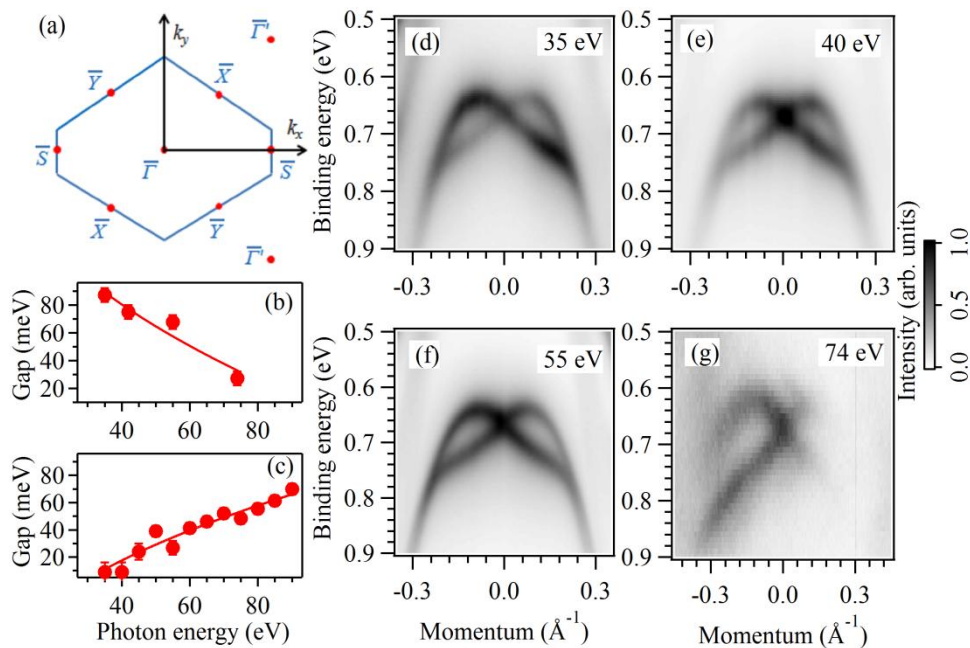 (a)
k_y
Γ̅'
Y̅
X̅
S̅
Γ̅
k_x
S̅
X̅
Y̅
Γ̅'
(b)
Gap (meV)
80
60
40
20
40
60
80
(c)
Gap (meV)
80
60
40
20
40
60
80
Photon energy (eV)
(d)
35 eV
Binding energy (eV)
0.6
0.7
0.8
0.9
-0.3
0.0
0.3
(e)
40 eV
0.5
0.6
0.7
0.8
0.9
-0.3
0.0
0.3
(f)
55 eV
Binding energy (eV)
0.5
0.6
0.7
0.8
0.9
-0.3
0.0
0.3
Momentum (Å⁻¹)
(g)
74 eV
0.5
0.6
0.7
0.8
0.9
-0.3
0.0
0.3
Momentum (Å⁻¹)
Intensity (arb. units)
1.0
0.5
0.0